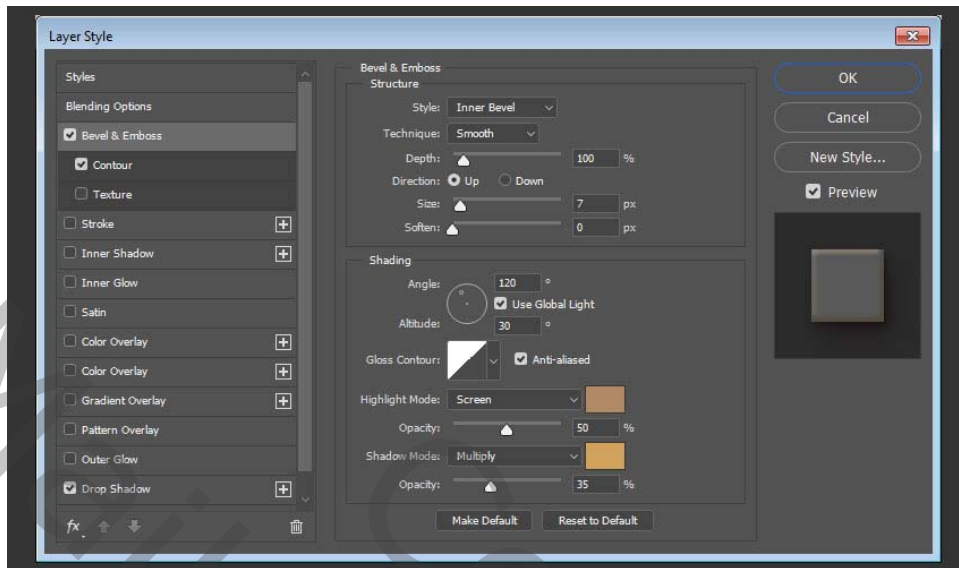 Layer Style
Styles
Blending Options
Bevel & Emboss
Contour
Texture
Stroke
Inner Shadow
Inner Glow
Satin
Color Overlay
Color Overlay
Gradient Overlay
Pattern Overlay
Outer Glow
Drop Shadow
fx
Bevel & Emboss
Structure
Style: Inner Bevel
Technique: Smooth
Depth: 100 %
Direction: Up Down
Size: 7 px
Soften: 0 px
Shading
Angle: 120 °
Use Global Light
Altitude: 30 °
Gloss Contour: Anti-aliased
Highlight Mode: Screen
Opacity: 50 %
Shadow Mode: Multiply
Opacity: 35 %
Make Default Reset to Default
OK
Cancel
New Style...
Preview